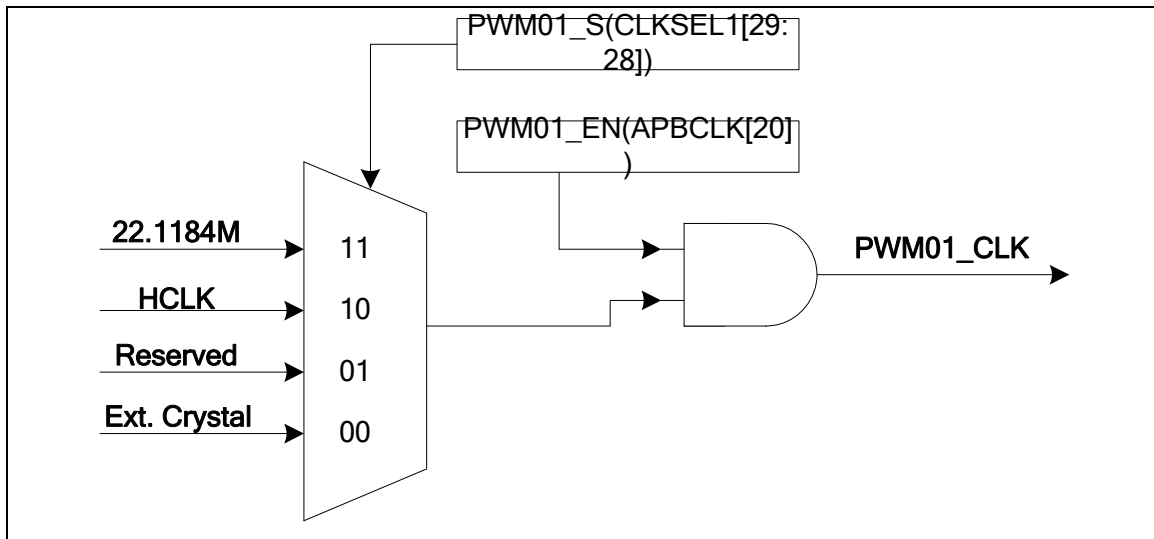 PWM01_S(CLKSEL1[29:
28])
PWM01_EN(APBCLK[20]
)
22.1184M
11
PWM01_CLK
HCLK
10
Reserved
01
Ext. Crystal
00